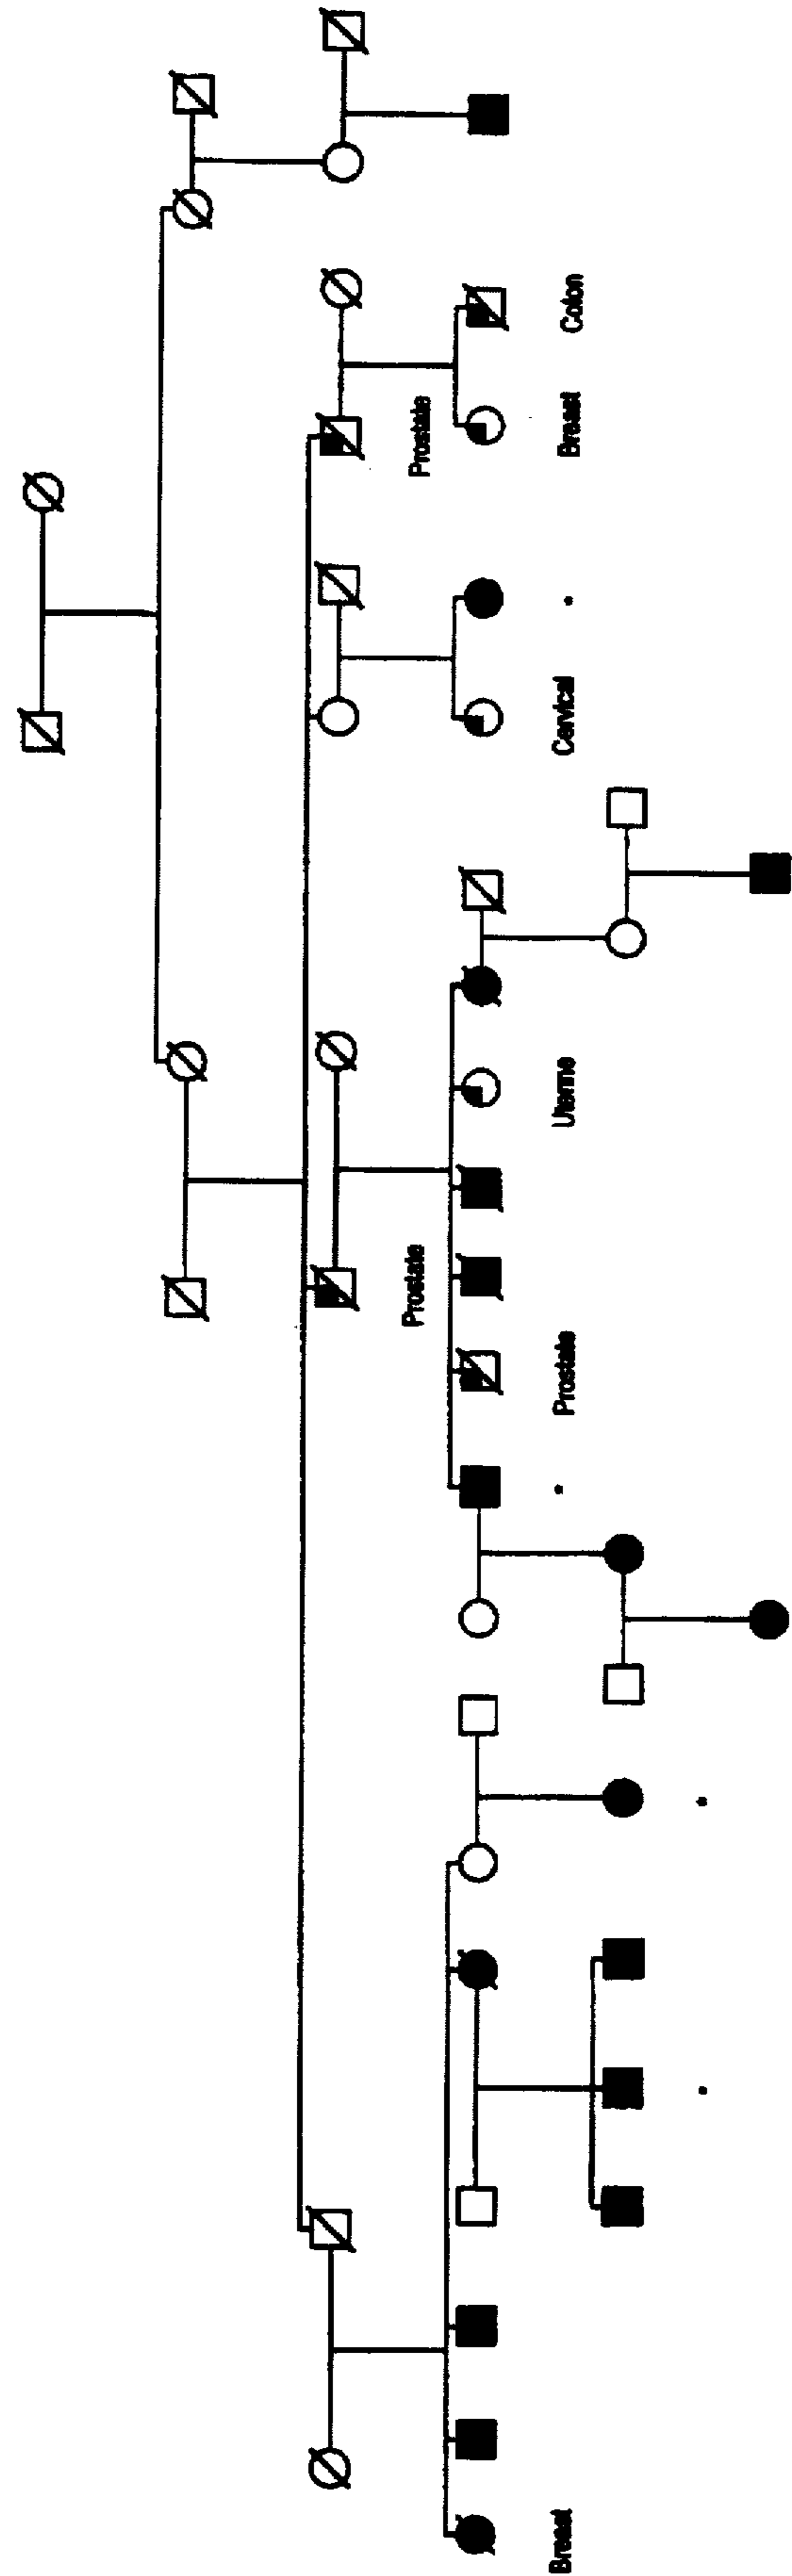 Prostate
Prostate
Breast
*
Prostate
Uterine
Cervical
*
Breast
Colon
*
*